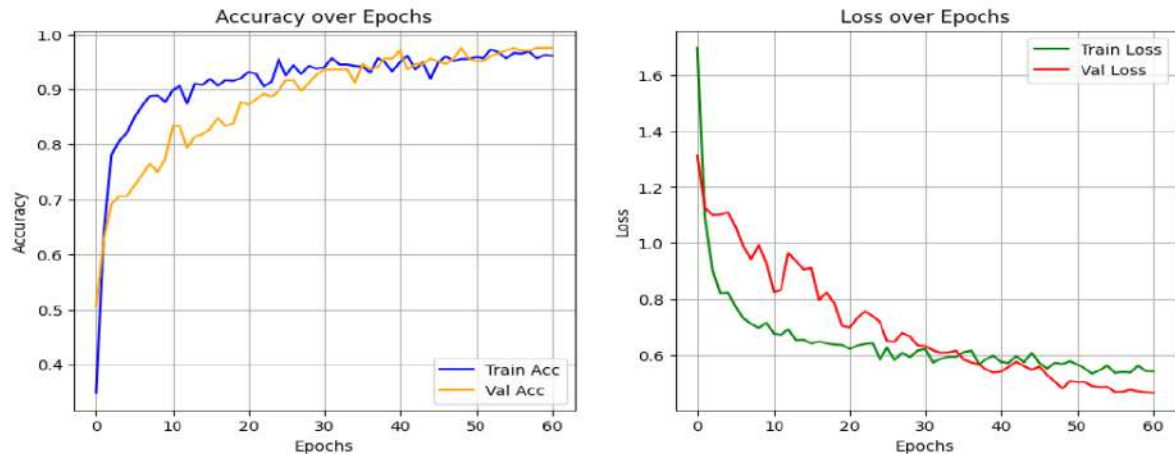 Accuracy over Epochs
1.0
0.9
0.8
0.7
0.6
0.5
0.4
Accuracy
Train Acc
Val Acc
0 10 20 30 40 50 60
Epochs
Loss over Epochs
1.6
1.4
1.2
1.0
0.8
0.6
Loss
Train Loss
Val Loss
0 10 20 30 40 50 60
Epochs